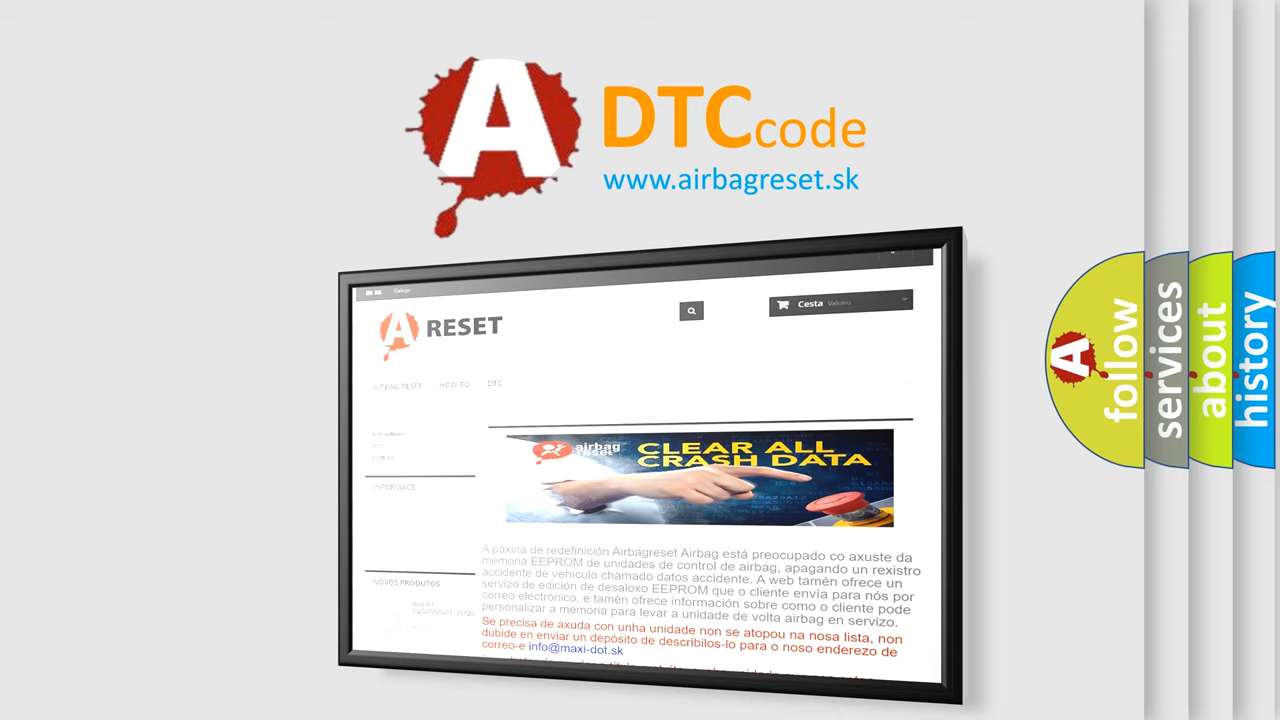 A
DTC code
www.airbagreset.sk
Galego
A RESET
Cesta Valeiro
AIRBAG RESET HOW TO DTC
INFORMACE
NOVOS PRODUTOS
airbag
reset
CLEAR ALL
CRASH DATA
A páxina de redefinición Airbagreset Airbag está preocupado co axuste da
memoria EEPROM de unidades de control de airbag, apagando un rexistro
accidente de vehículo chamado datos accidente. A web tamén ofrece un
servizo de edición de desaloxo EEPROM que o cliente envía para nós por
correo electrónico, e tamén ofrece información sobre como o cliente pode
personalizar a memoria para levar a unidade de volta airbag en servizo.
Se precisa de axuda con unha unidade non se atopou na nosa lista, non
dubide en enviar un depósito de describilos-lo para o noso enderezo de
correo-e info@maxi-dot.sk
A
follow
services
about
history